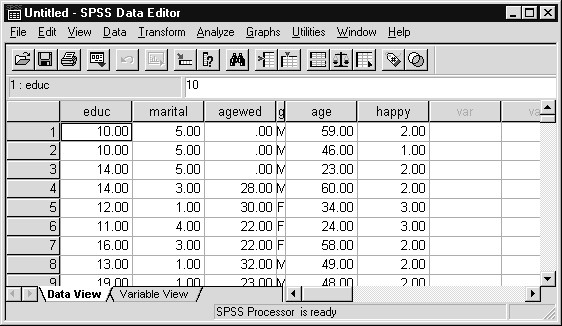 Untitled - SPSS Data Editor
File Edit View Data Transform Analyze Graphs Utilities Window Help
1 : educ 10
educ marital agewed g age happy var va
1 10.00 5.00 .00 M 59.00 2.00
2 10.00 5.00 .00 M 46.00 1.00
3 14.00 5.00 .00 M 23.00 2.00
4 14.00 3.00 28.00 M 60.00 2.00
5 12.00 1.00 30.00 F 34.00 3.00
6 11.00 4.00 22.00 F 24.00 3.00
7 16.00 3.00 22.00 F 58.00 2.00
8 13.00 1.00 32.00 M 49.00 2.00
9 19.00 1.00 23.00 M 48.00 2.00
Data View Variable View
SPSS Processor is ready